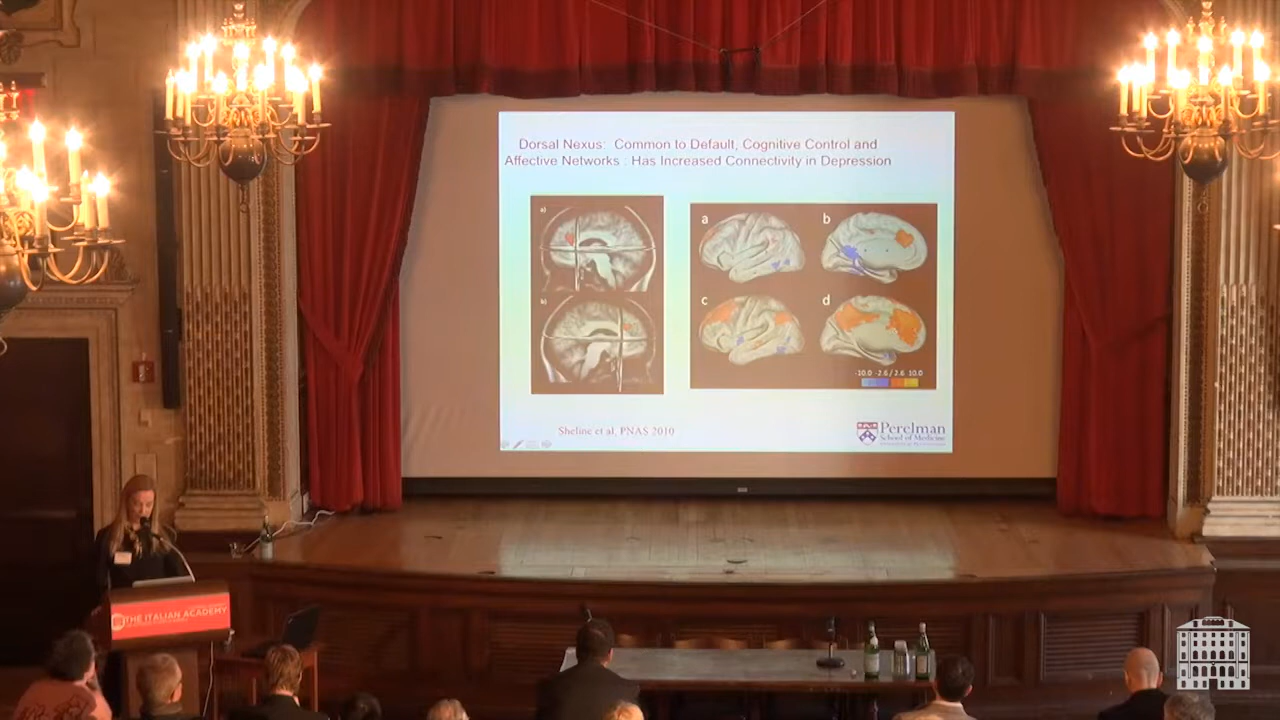 Dorsal Nexus: Common to Default, Cognitive Control and
Affective Networks : Has Increased Connectivity in Depression
a)
a
b
c
d
-10.0 -2.6 / 2.6 10.0
Sheline et al, PNAS 2010
Perelman
School of Medicine
THE ITALIAN ACADEMY